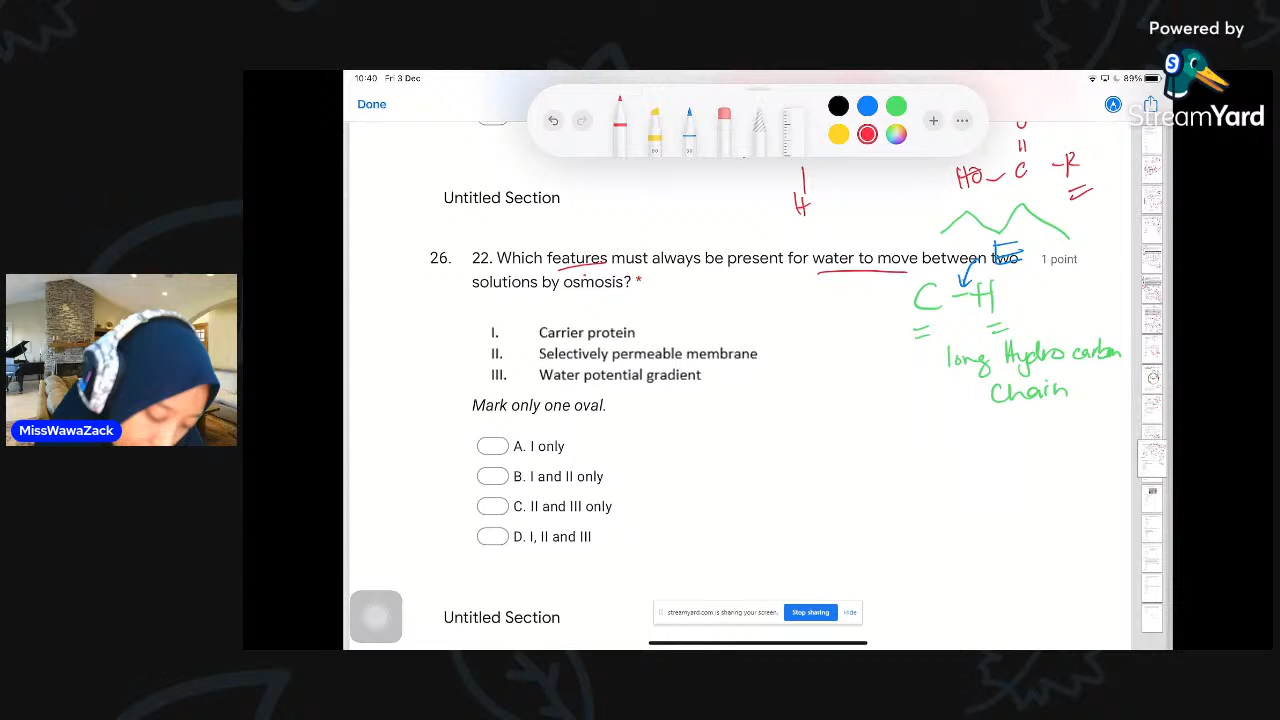 Powered by
StreamYard
10:40 Fri 3 Dec
89%
Done
50
50
HO - C - R
H
Untitled Section
26 22. Which features must always be present for water to move between two 1 point
solutions by osmosis? *
E
C - H
I. Carrier protein
II. Selectively permeable membrane
III. Water potential gradient
long Hydro carbon
chain
Mark only one oval.
A. I only
B. I and II only
C. II and III only
D. I, II and III
MissWawaZack
Untitled Section
streamyard.com is sharing your screen. Stop sharing Hide